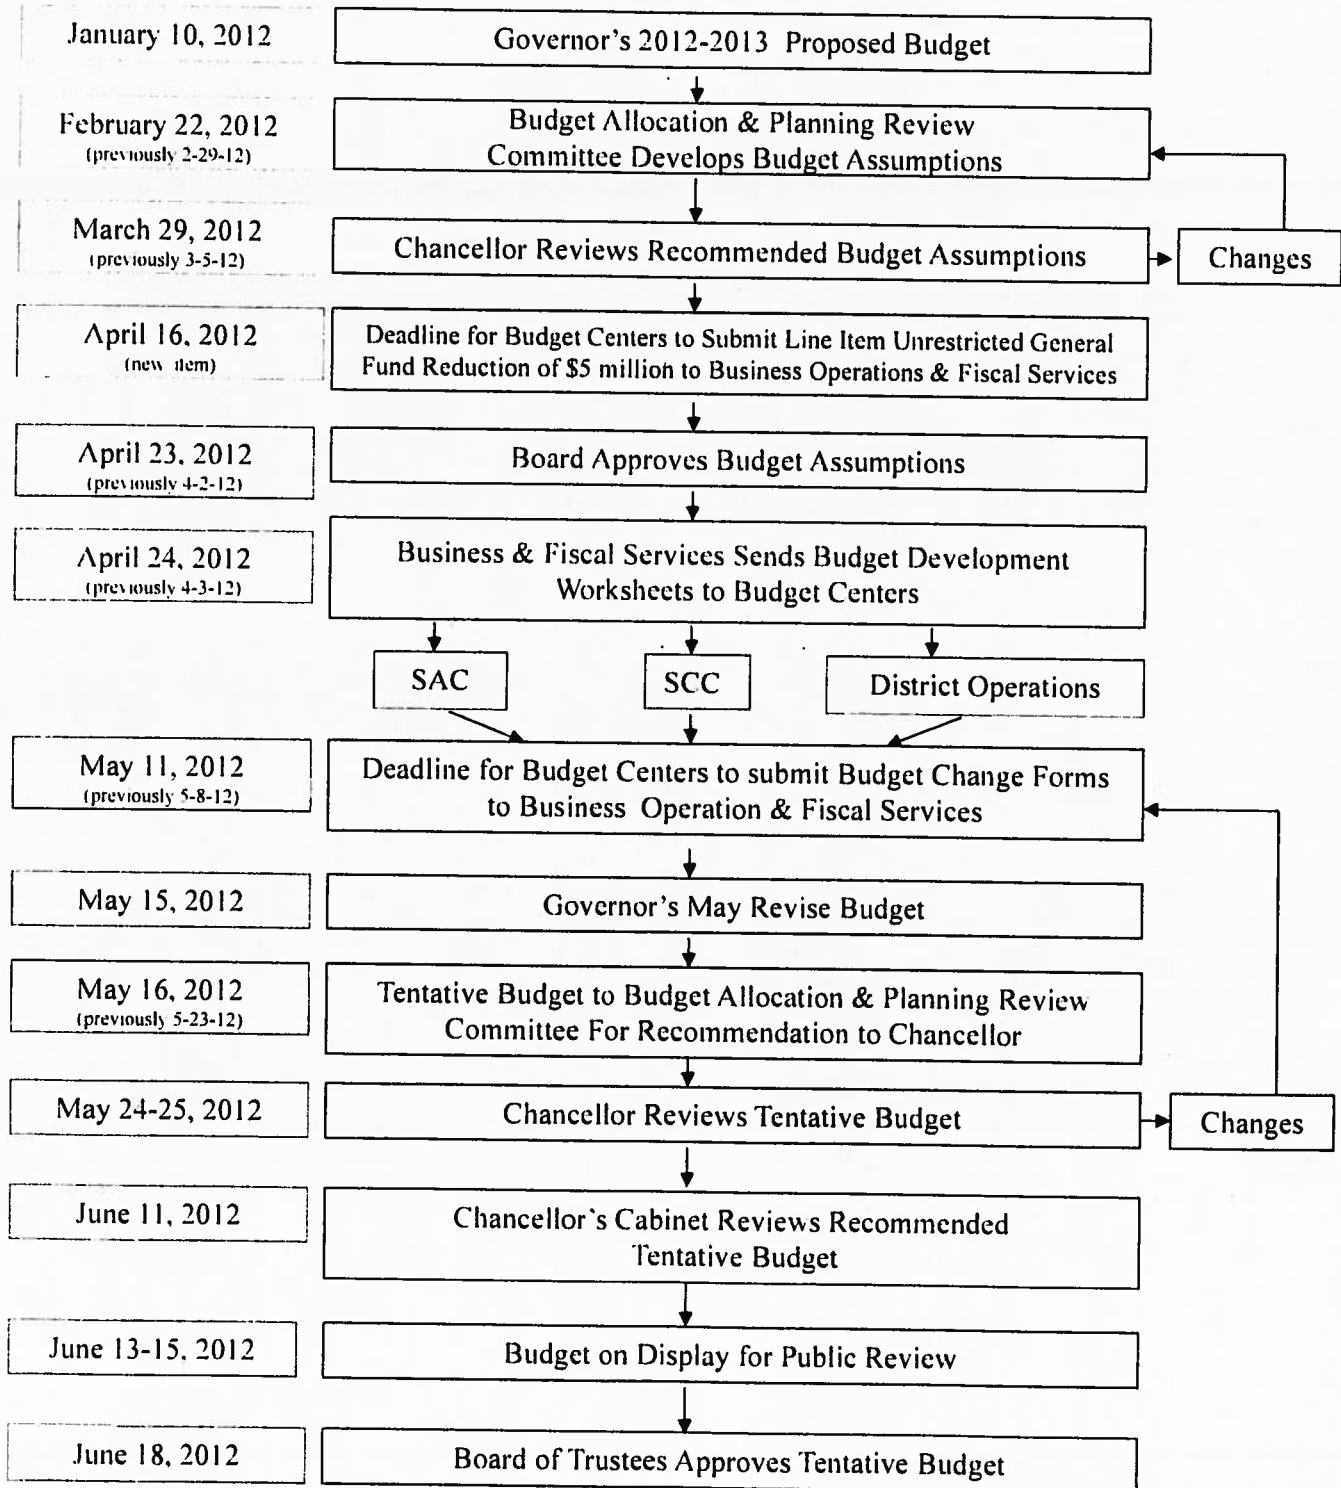 January 10, 2012
Governor's 2012-2013 Proposed Budget
February 22, 2012
(previously 2-29-12)
Budget Allocation & Planning Review
Committee Develops Budget Assumptions
March 29, 2012
(previously 3-5-12)
Chancellor Reviews Recommended Budget Assumptions
Changes
April 16, 2012
(new item)
Deadline for Budget Centers to Submit Line Item Unrestricted General
Fund Reduction of $5 million to Business Operations & Fiscal Services
April 23, 2012
(previously 4-2-12)
Board Approves Budget Assumptions
April 24, 2012
(previously 4-3-12)
Business & Fiscal Services Sends Budget Development
Worksheets to Budget Centers
SAC
SCC
District Operations
May 11, 2012
(previously 5-8-12)
Deadline for Budget Centers to submit Budget Change Forms
to Business Operation & Fiscal Services
May 15, 2012
Governor's May Revise Budget
May 16, 2012
(previously 5-23-12)
Tentative Budget to Budget Allocation & Planning Review
Committee For Recommendation to Chancellor
May 24-25, 2012
Chancellor Reviews Tentative Budget
Changes
June 11, 2012
Chancellor's Cabinet Reviews Recommended
Tentative Budget
June 13-15, 2012
Budget on Display for Public Review
June 18, 2012
Board of Trustees Approves Tentative Budget